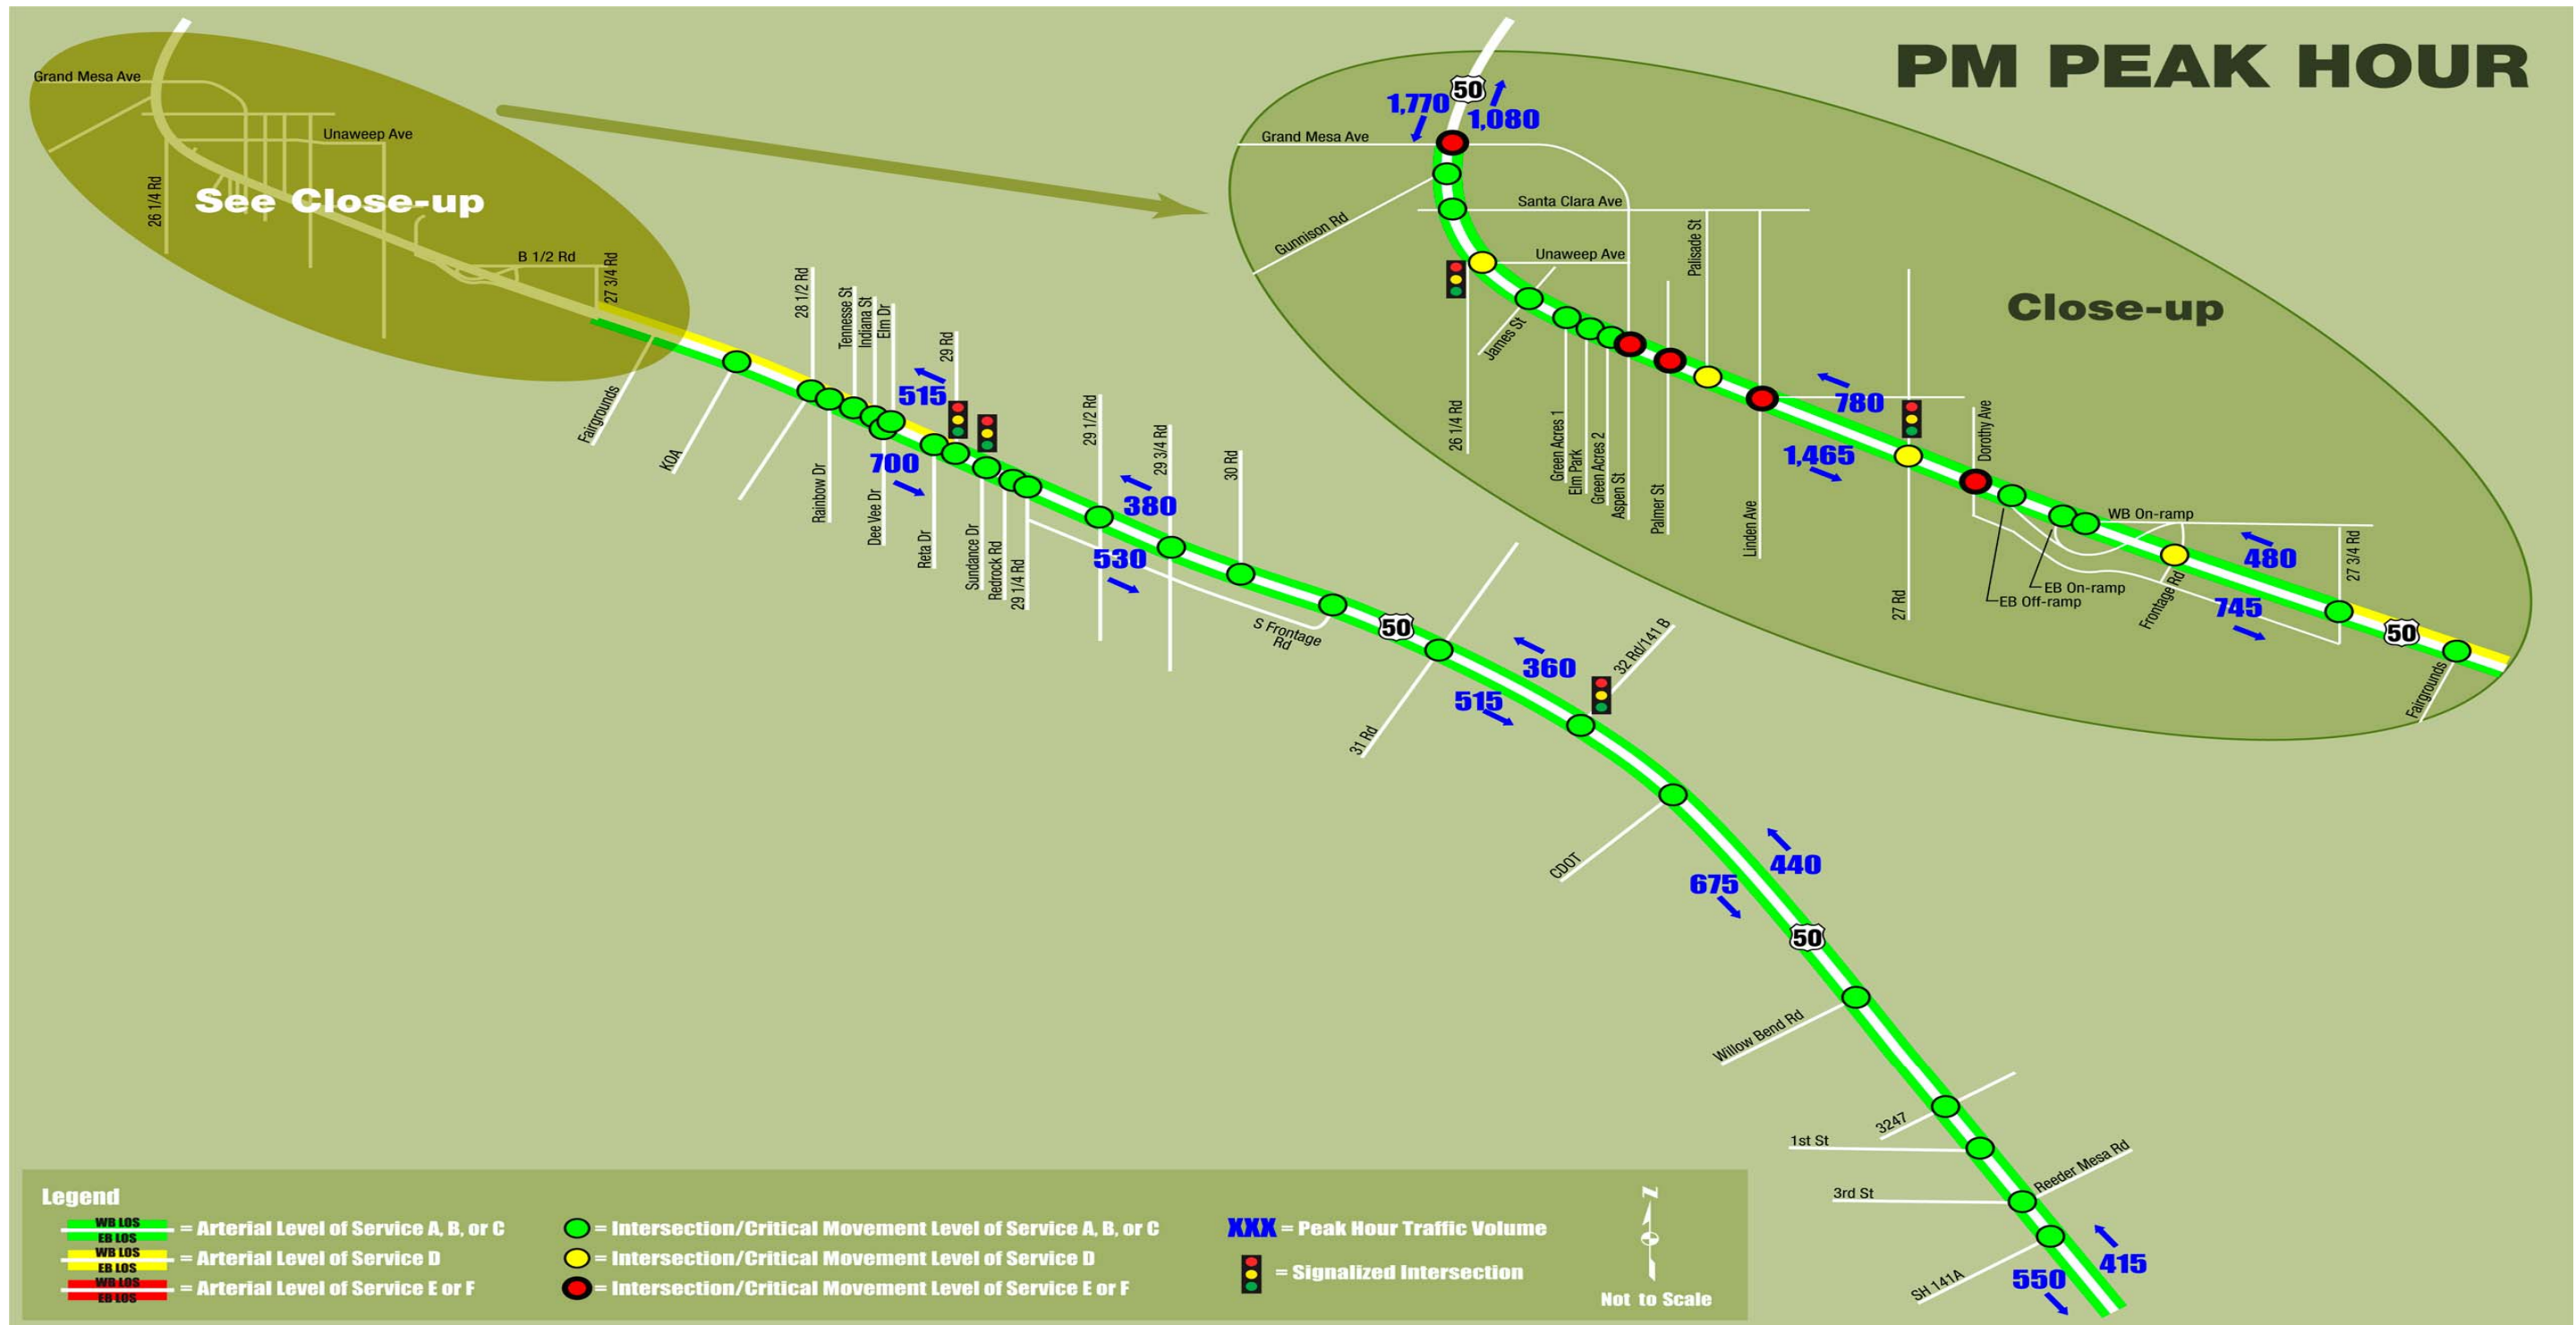 PM PEAK HOUR
Grand Mesa Ave
Unaweep Ave
26 1/4 Rd
See Close-up
B 1/2 Rd
27 3/4 Rd
Fairgrounds
KOA
28 1/2 Rd
Rainbow Dr
Tennesse St
Indiana St
Elm Dr
Dee Vee Dr
515
700
Reta Dr
29 Rd
Sundance Dr
Redrock Rd
29 1/4 Rd
29 1/2 Rd
380
530
29 3/4 Rd
30 Rd
S Frontage
Rd
50
31 Rd
360
515
32 Rd/141 B
CDOT
440
675
50
Willow Bend Rd
3247
1st St
3rd St
Reeder Mesa Rd
SH 141A
415
550
Close-up
50
1,770
1,080
Grand Mesa Ave
Gunnison Rd
Santa Clara Ave
Unaweep Ave
26 1/4 Rd
James St
Green Acres 1
Elm Park
Green Acres 2
Aspen St
Palmer St
Palisade St
Linden Ave
780
1,465
27 Rd
Dorothy Ave
EB Off-ramp
EB On-ramp
WB On-ramp
Frontage Rd
480
745
27 3/4 Rd
50
Fairgrounds
Legend
WB LOS
EB LOS
= Arterial Level of Service A, B, or C
WB LOS
EB LOS
= Arterial Level of Service D
WB LOS
EB LOS
= Arterial Level of Service E or F
= Intersection/Critical Movement Level of Service A, B, or C
= Intersection/Critical Movement Level of Service D
= Intersection/Critical Movement Level of Service E or F
XXX = Peak Hour Traffic Volume
= Signalized Intersection
N
Not to Scale